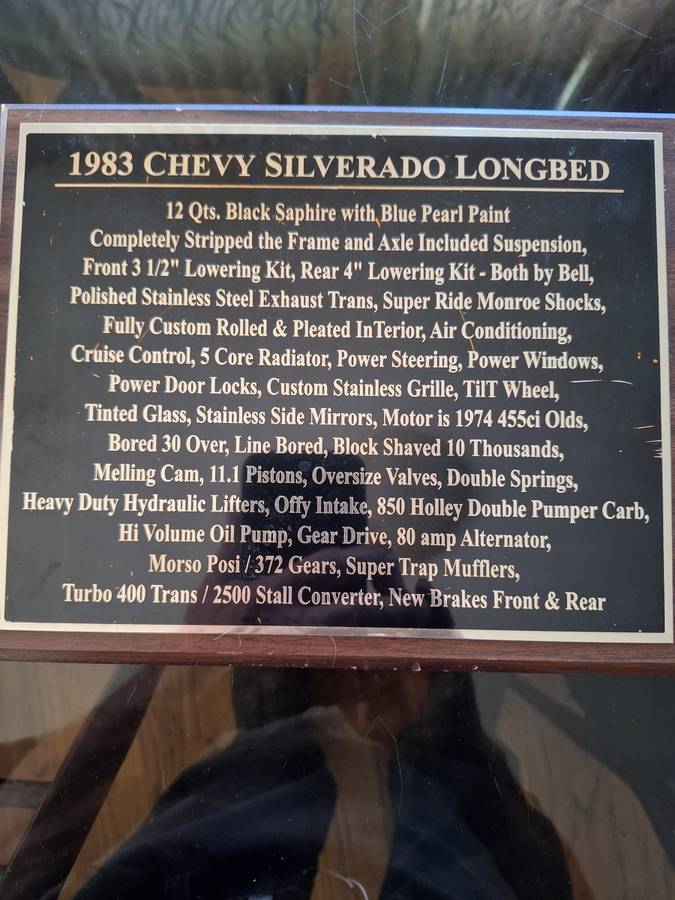 1983 CHEVY SILVERADO LONGBED
12 Qts. Black Saphire with Blue Pearl Paint
Completely Stripped the Frame and Axle Included Suspension,
Front 3 1/2" Lowering Kit, Rear 4" Lowering Kit - Both by Bell,
Polished Stainless Steel Exhaust Trans, Super Ride Monroe Shocks,
Fully Custom Rolled & Pleated InTerior, Air Conditioning,
Cruise Control, 5 Core Radiator, Power Steering, Power Windows,
Power Door Locks, Custom Stainless Grille, TilT Wheel,
Tinted Glass, Stainless Side Mirrors, Motor is 1974 455ci Olds,
Bored 30 Over, Line Bored, Block Shaved 10 Thousands,
Melling Cam, 11.1 Pistons, Oversize Valves, Double Springs,
Heavy Duty Hydraulic Lifters, Offy Intake, 850 Holley Double Pumper Carb,
Hi Volume Oil Pump, Gear Drive, 80 amp Alternator,
Morso Posi / 372 Gears, Super Trap Mufflers,
Turbo 400 Trans / 2500 Stall Converter, New Brakes Front & Rear